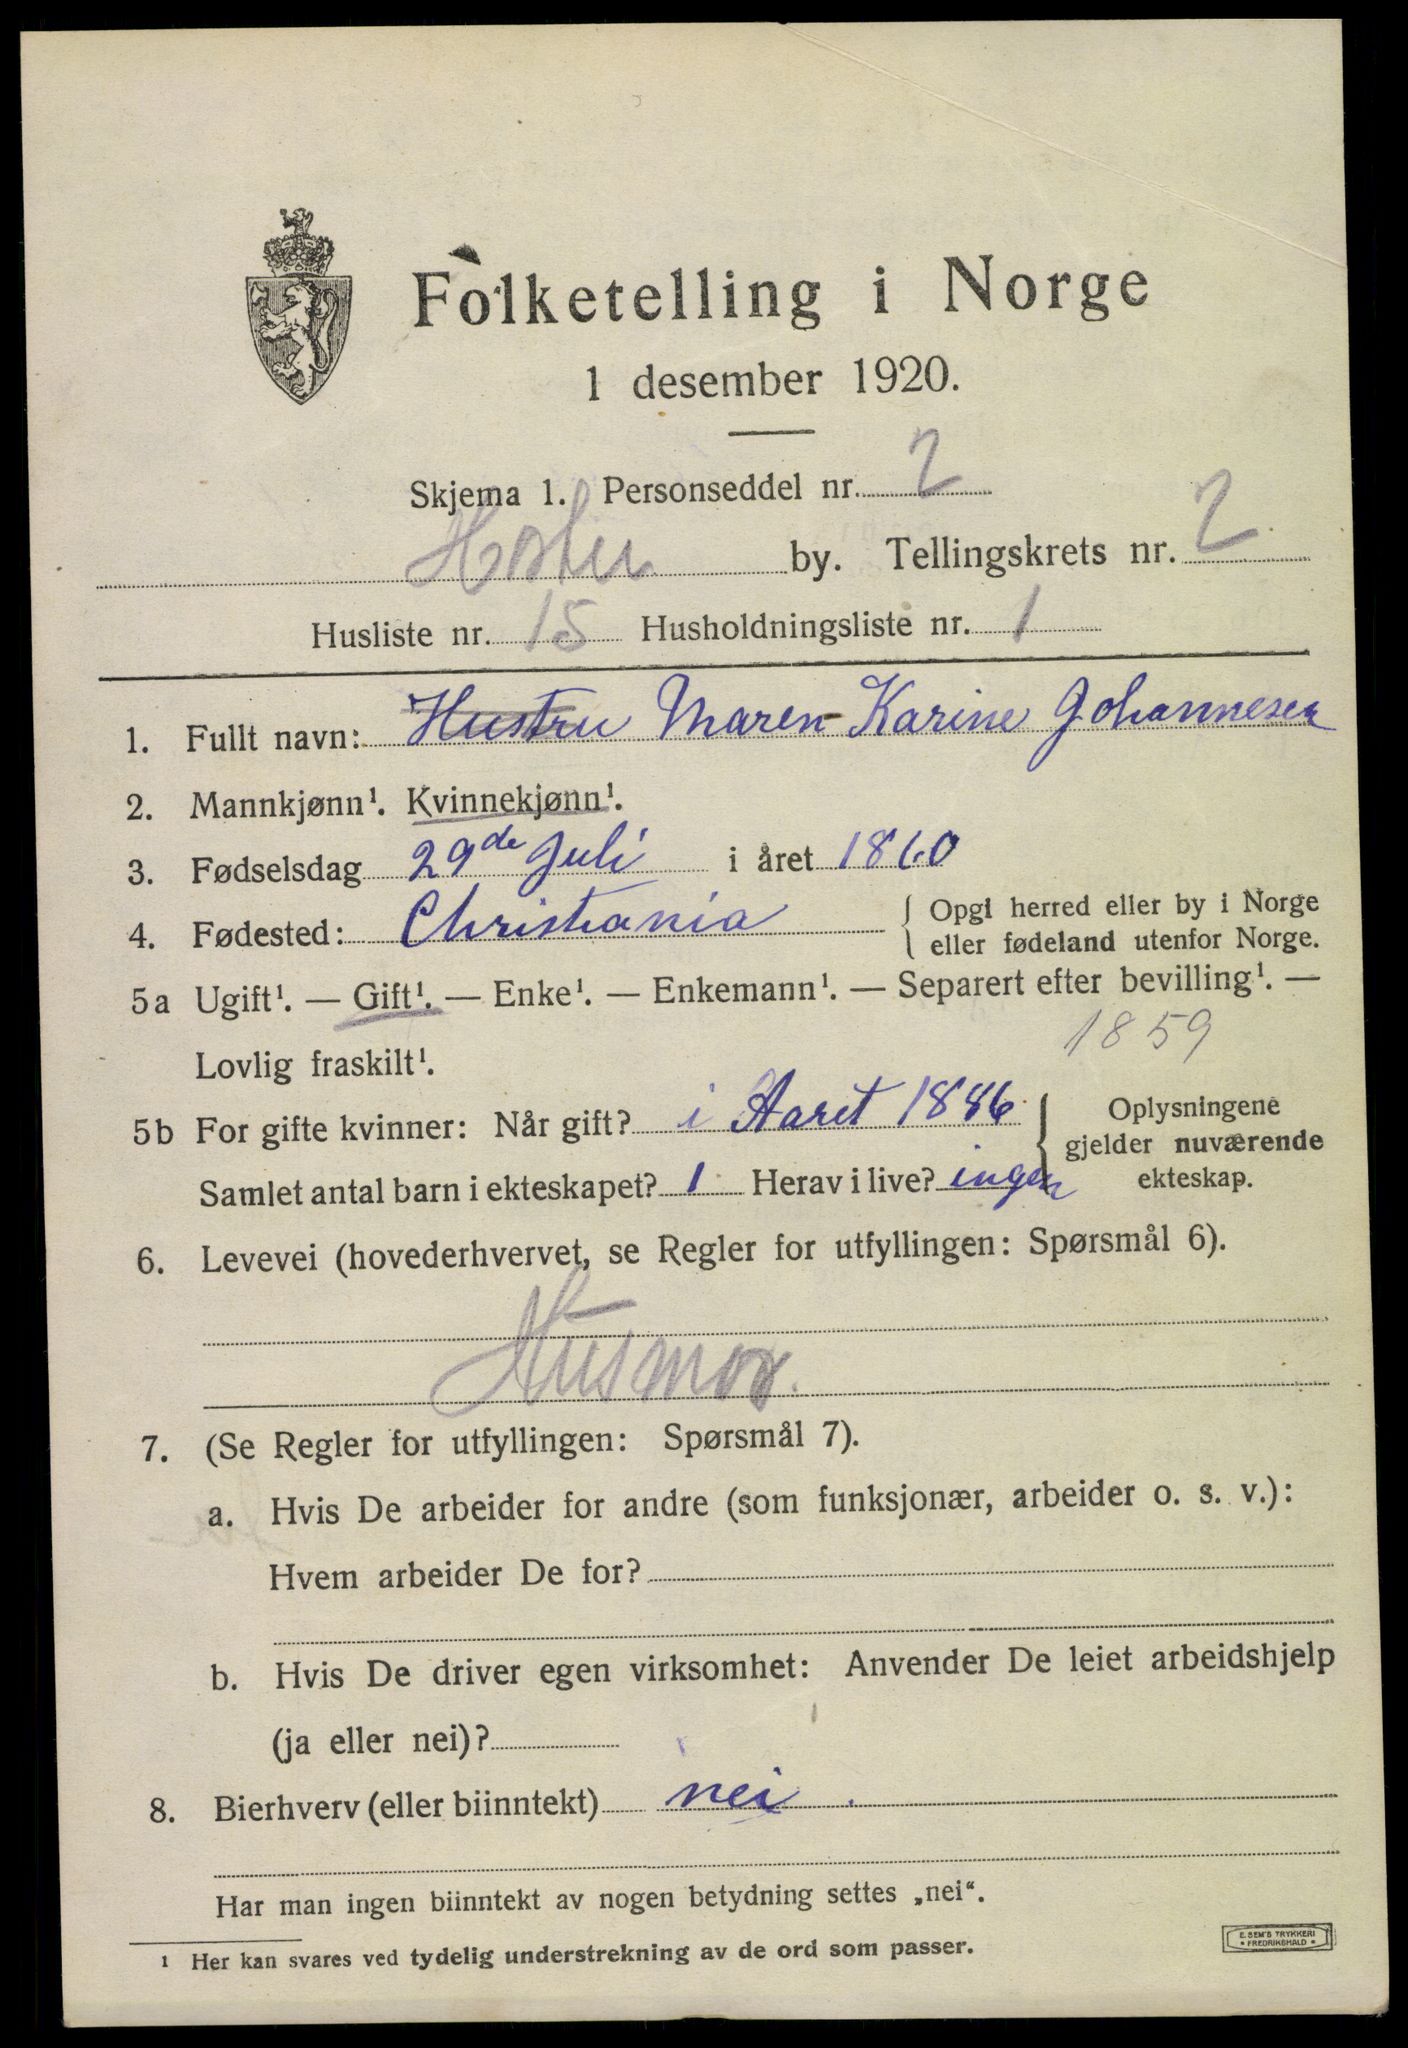 Folketelling i Norge
1 desember 1920.
Skjema 1. Personseddel nr. 2
Holen by. Tellingskrets nr. 2
Husliste nr. 15 Husholdningsliste nr. 1
1. Fullt navn: Hustru Maren Karine Johannesen
2. Mannkjønn¹. Kvinnekjønn¹.
3. Fødselsdag 29de Juli i året 1860
4. Fødested: Christiania { Opgi herred eller by i Norge
eller fødeland utenfor Norge.
5a Ugift¹. — Gift¹. — Enke¹. — Enkemann¹. — Separert efter bevilling¹. —
Lovlig fraskilt¹. 1859
5b For gifte kvinner: Når gift? i Aaret 1886 } Oplysningene
gjelder nuværende
Samlet antal barn i ekteskapet? 1 Herav i live? ingen ekteskap.
6. Levevei (hovederhvervet, se Regler for utfyllingen: Spørsmål 6).
Husmor.
7. (Se Regler for utfyllingen: Spørsmål 7).
a. Hvis De arbeider for andre (som funksjonær, arbeider o. s. v.):
Hvem arbeider De for?
b. Hvis De driver egen virksomhet: Anvender De leiet arbeidshjelp
(ja eller nei)?
8. Bierhverv (eller biinntekt) nei.
Har man ingen biinntekt av nogen betydning settes „nei“.
1 Her kan svares ved tydelig understrekning av de ord som passer.
E. SEM'S TRYKKERI
• FREDRIKSHALD •